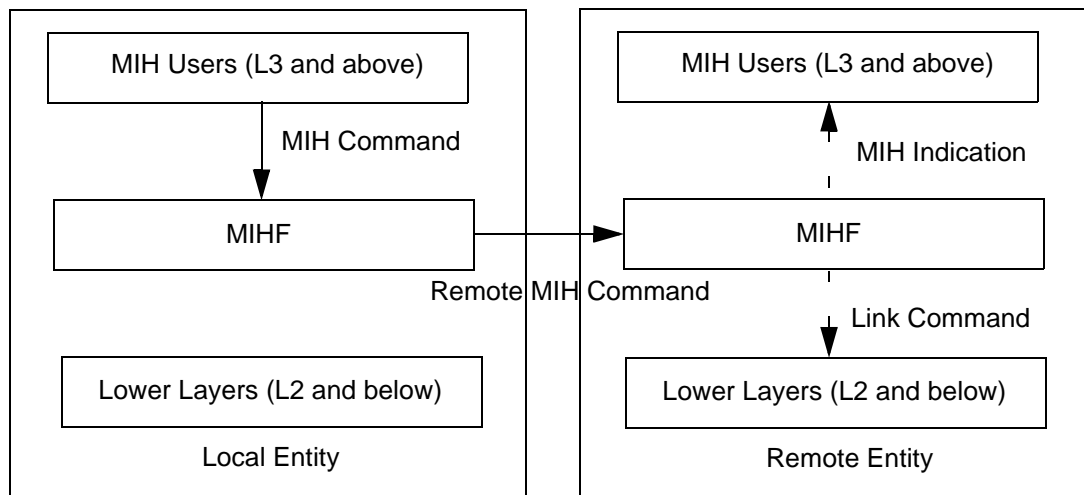 MIH Users (L3 and above)
MIH Command
MIHF
Remote MIH Command
Lower Layers (L2 and below)
Local Entity
MIH Users (L3 and above)
MIH Indication
MIHF
Link Command
Lower Layers (L2 and below)
Remote Entity